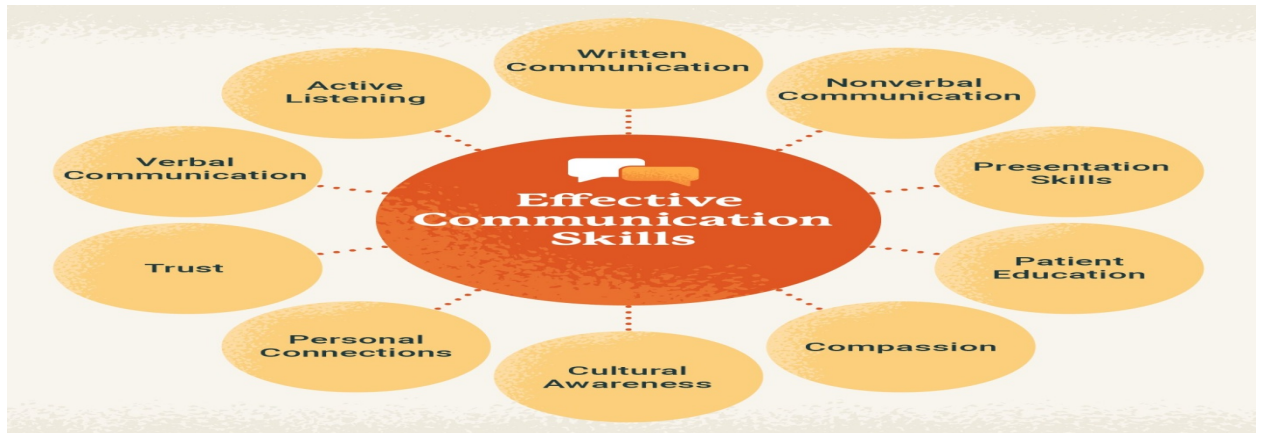 Written
Communication
Active
Listening
Nonverbal
Communication
Verbal
Communication
Presentation
Skills
Effective
Communication
Skills
Trust
Patient
Education
Personal
Connections
Compassion
Cultural
Awareness